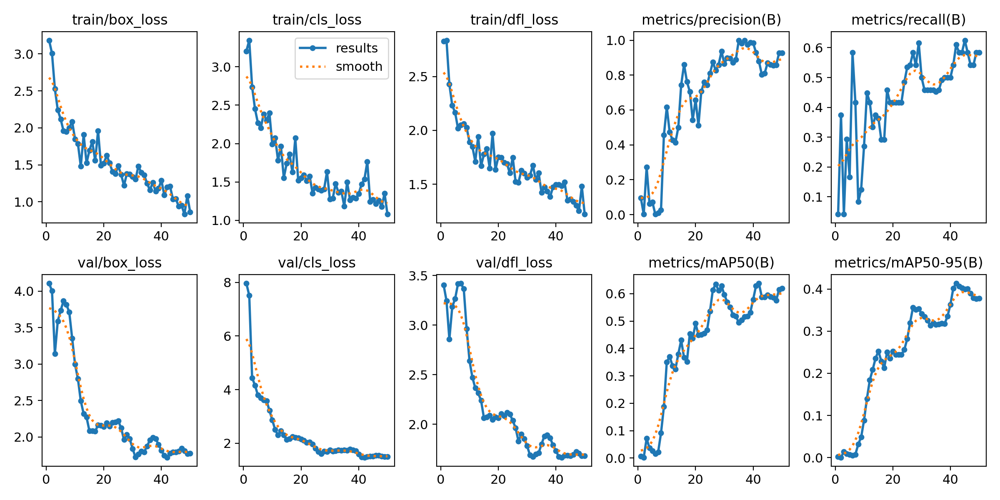 train/box_loss
3.0
2.5
2.0
1.5
1.0
0 20 40
train/cls_loss
results
smooth
3.0
2.5
2.0
1.5
1.0
0 20 40
train/dfl_loss
2.5
2.0
1.5
0 20 40
metrics/precision(B)
1.0
0.8
0.6
0.4
0.2
0.0
0 20 40
metrics/recall(B)
0.6
0.5
0.4
0.3
0.2
0.1
0 20 40
val/box_loss
4.0
3.5
3.0
2.5
2.0
0 20 40
val/cls_loss
8
6
4
2
0 20 40
val/dfl_loss
3.5
3.0
2.5
2.0
0 20 40
metrics/mAP50(B)
0.6
0.5
0.4
0.3
0.2
0.1
0.0
0 20 40
metrics/mAP50-95(B)
0.4
0.3
0.2
0.1
0.0
0 20 40